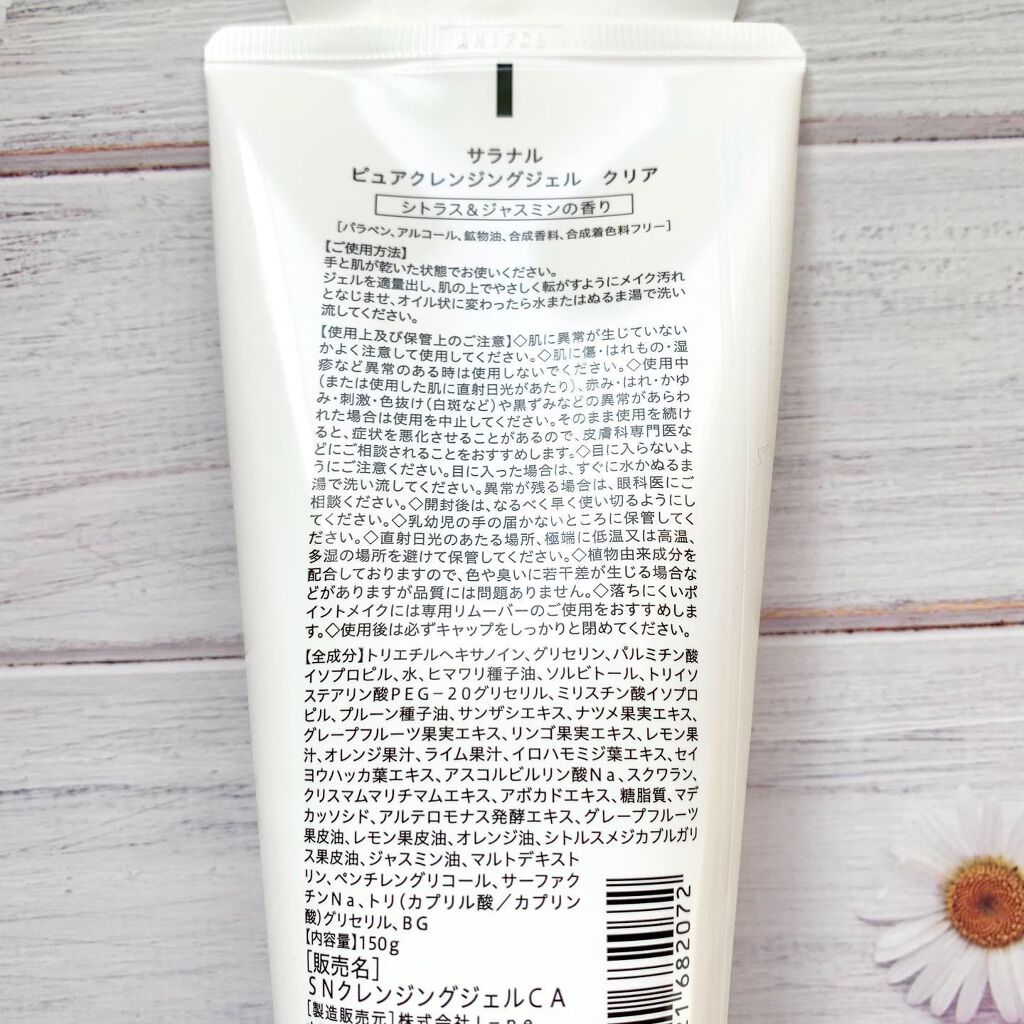 サラナル
ピュアクレンジングジェル クリア
シトラス&ジャスミンの香り
[パラベン、アルコール、鉱物油、合成香料、合成着色料フリー]
【ご使用方法】
手と肌が乾いた状態でお使いください。
ジェルを適量出し、肌の上でやさしく転がすようにメイク汚れ
となじませ、オイル状に変わったら水またはぬるま湯で洗い
流してください。
【使用上及び保管上のご注意】◇肌に異常が生じていない
かよく注意して使用してください。◇肌に傷・はれもの・湿
疹など異常のある時は使用しないでください。◇使用中
(または使用した肌に直射日光があたり)、赤み・はれ・かゆ
み・刺激・色抜け(白斑など)や黒ずみなどの異常があらわ
れた場合は使用を中止してください。そのまま使用を続け
ると、症状を悪化させることがあるので、皮膚科専門医な
どにご相談されることをおすすめします。◇目に入らないよ
うにご注意ください。目に入った場合は、すぐに水かぬるま
湯で洗い流してください。異常が残る場合は、眼科医にご
相談ください。◇開封後は、なるべく早く使い切るようにし
てください。◇乳幼児の手の届かないところに保管してく
ださい。◇直射日光のあたる場所、極端に低温又は高温、
多湿の場所を避けて保管してください。◇植物由来成分を
配合しておりますので、色や臭いに若干差が生じる場合な
どがありますが品質には問題ありません。◇落ちにくいポ
イントメイクには専用リムーバーのご使用をおすすめしま
す。◇使用後は必ずキャップをしっかりと閉めてください。
【全成分】トリエチルヘキサノイン、グリセリン、パルミチン酸
イソプロピル、水、ヒマワリ種子油、ソルビトール、トリイソ
ステアリン酸PEG-20グリセリル、ミリスチン酸イソプロ
ピル、プルーン種子油、サンザシエキス、ナツメ果実エキス、
グレープフルーツ果実エキス、リンゴ果実エキス、レモン果
汁、オレンジ果汁、ライム果汁、イロハモミジ葉エキス、セイ
ヨウハッカ葉エキス、アスコルビルリン酸Na、スクワラン、
クリスマムマリチマムエキス、アボカドエキス、糖脂質、マデ
カッソシド、アルテロモナス発酵エキス、グレープフルーツ
果皮油、レモン果皮油、オレンジ油、シトルスメジカブルガリ
ス果皮油、ジャスミン油、マルトデキスト
リン、ペンチレングリコール、サーファク
チンNa、トリ(カプリル酸/カプリン
酸)グリセリル、BG
【内容量】150g
[販売名]
SNクレンジングジェルCA
[製造販売元]株式会社
682072